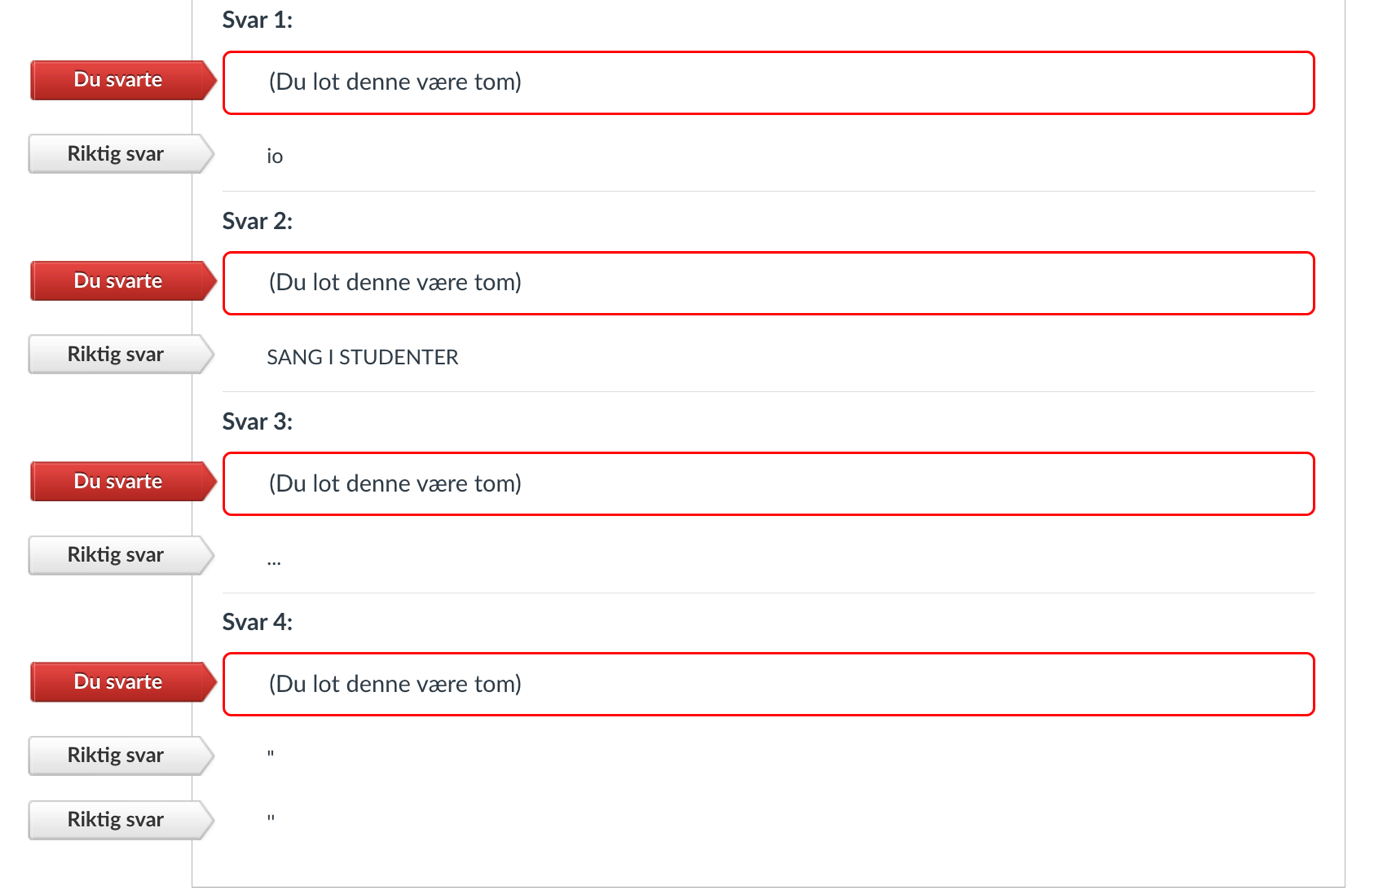 Svar 1:
Du svarte
(Du lot denne være tom)
Riktig svar
io
Svar 2:
Du svarte
(Du lot denne være tom)
Riktig svar
SANG I STUDENTER
Svar 3:
Du svarte
(Du lot denne være tom)
Riktig svar
...
Svar 4:
Du svarte
(Du lot denne være tom)
Riktig svar
"
Riktig svar
''